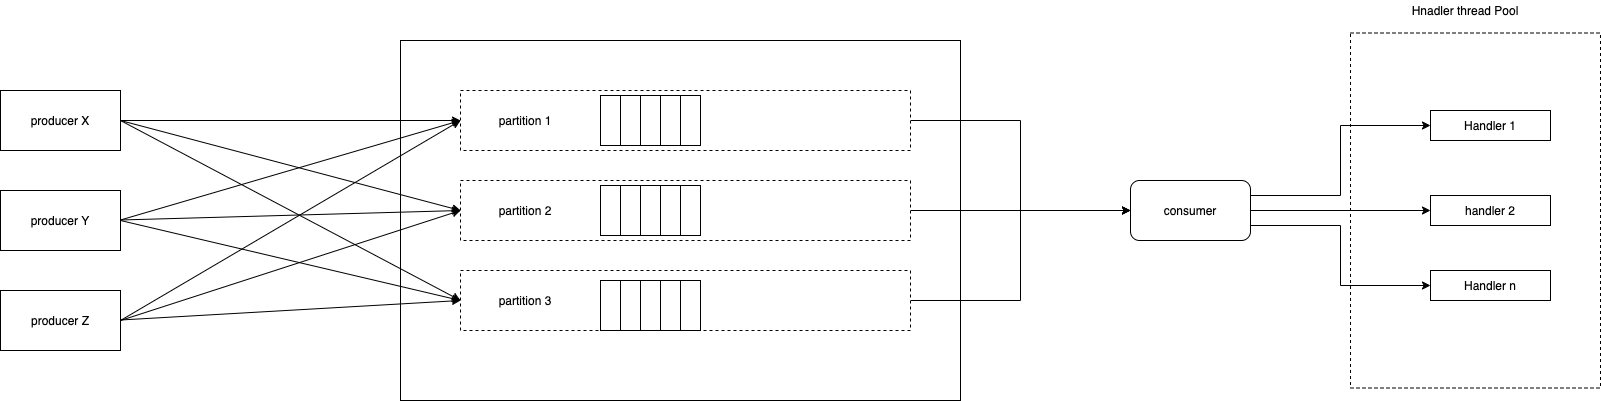 Hnadler thread Pool
producer X
partition 1
Handler 1
producer Y
partition 2
consumer
handler 2
producer Z
partition 3
Handler n